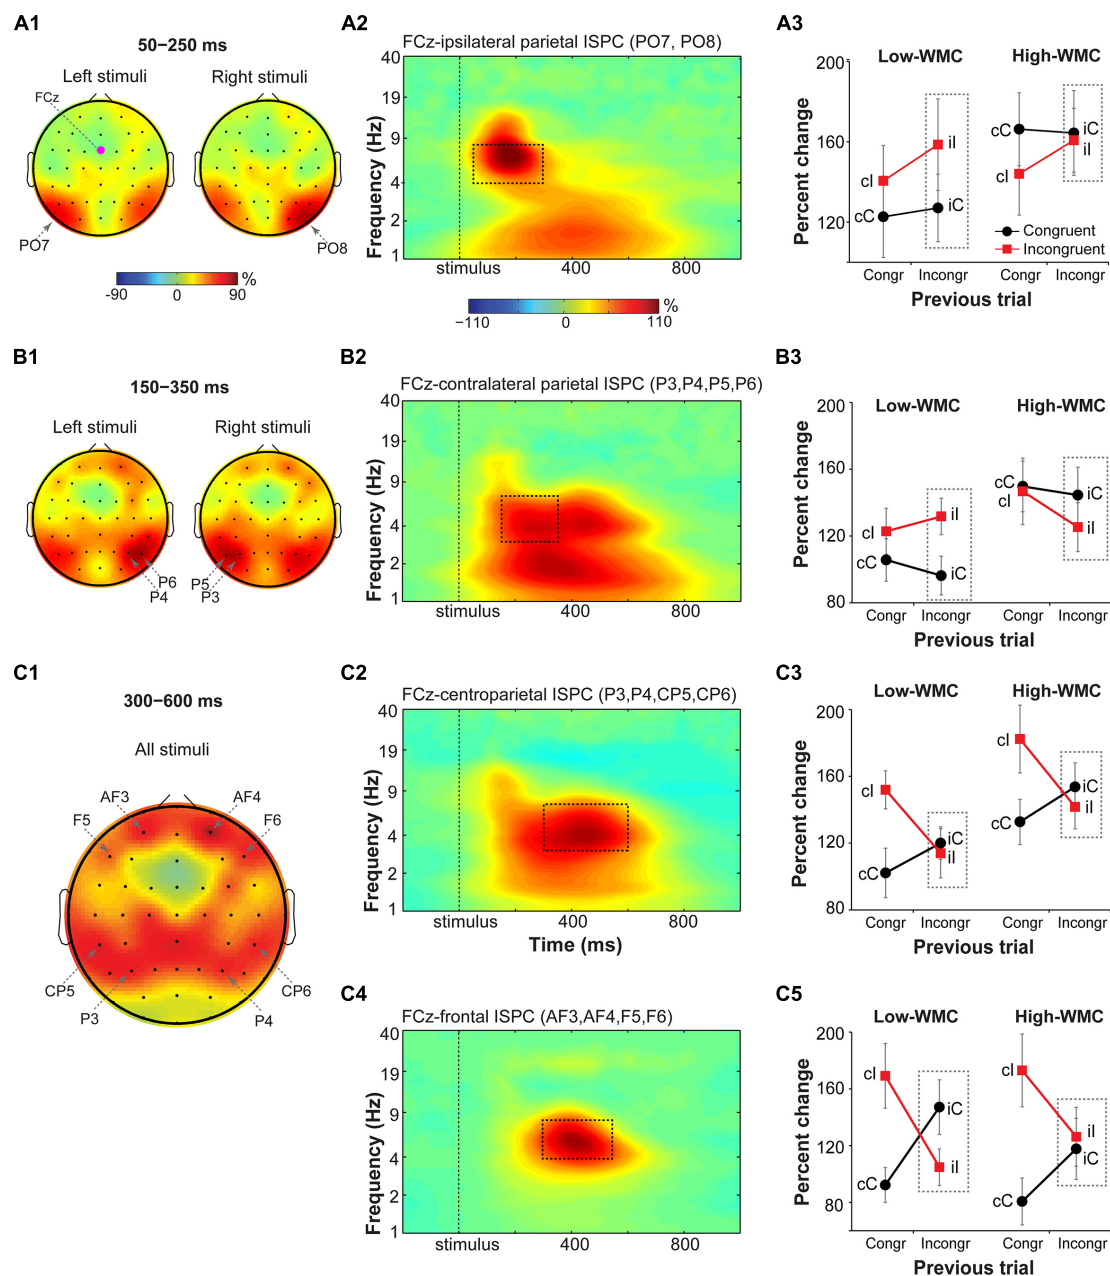 A1
50−250 ms
Left stimuli
Right stimuli
FCz
PO7
PO8
-90
0
90
%
A2
FCz-ipsilateral parietal ISPC (PO7, PO8)
Frequency (Hz)
40
19
9
4
2
1
stimulus
400
800
−110
0
110
%
A3
Low-WMC
High-WMC
Percent change
200
160
120
cI
cC
iI
iC
cC
cI
iC
iI
Congruent
Incongruent
Congr
Incongr
Congr
Incongr
Previous trial
B1
150−350 ms
Left stimuli
Right stimuli
P6
P4
P5
P3
B2
FCz-contralateral parietal ISPC (P3,P4,P5,P6)
Frequency (Hz)
40
19
9
4
2
1
stimulus
400
800
B3
Low-WMC
High-WMC
Percent change
200
160
120
80
cI
cC
iI
iC
cC
cI
iC
iI
Congr
Incongr
Congr
Incongr
Previous trial
C1
300−600 ms
All stimuli
AF3
AF4
F5
F6
CP5
CP6
P3
P4
C2
FCz-centroparietal ISPC (P3,P4,CP5,CP6)
Frequency (Hz)
40
19
9
4
2
1
stimulus
400
800
Time (ms)
C3
Low-WMC
High-WMC
Percent change
200
160
120
80
cI
cC
iC
iI
cI
cC
iC
iI
Congr
Incongr
Congr
Incongr
Previous trial
C4
FCz-frontal ISPC (AF3,AF4,F5,F6)
Frequency (Hz)
40
19
9
4
2
1
stimulus
400
800
C5
Low-WMC
High-WMC
Percent change
200
160
120
80
cI
cC
iC
iI
cI
cC
iI
iC
Congr
Incongr
Congr
Incongr
Previous trial